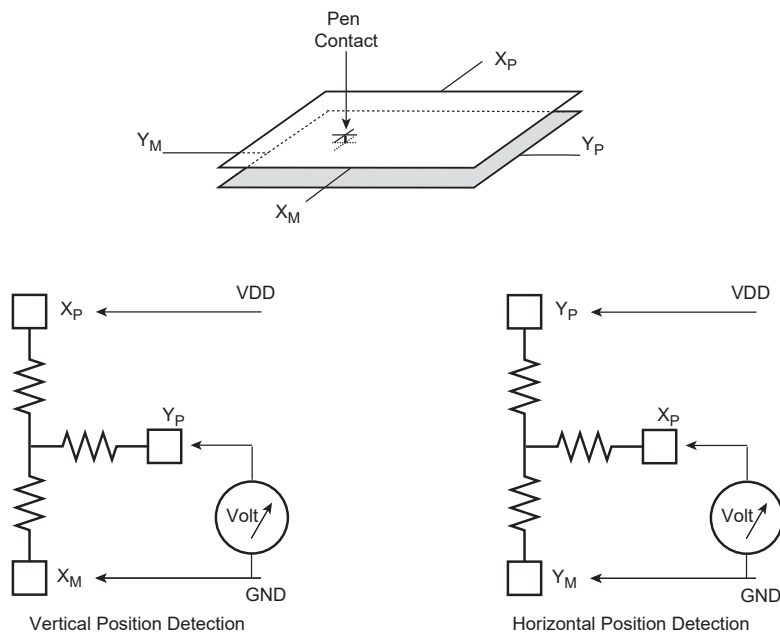 Pen
Contact
X_P
Y_M
Y_P
X_M
VDD
X_P
Y_P
Volt
X_M
GND
Vertical Position Detection
VDD
Y_P
X_P
Volt
Y_M
GND
Horizontal Position Detection